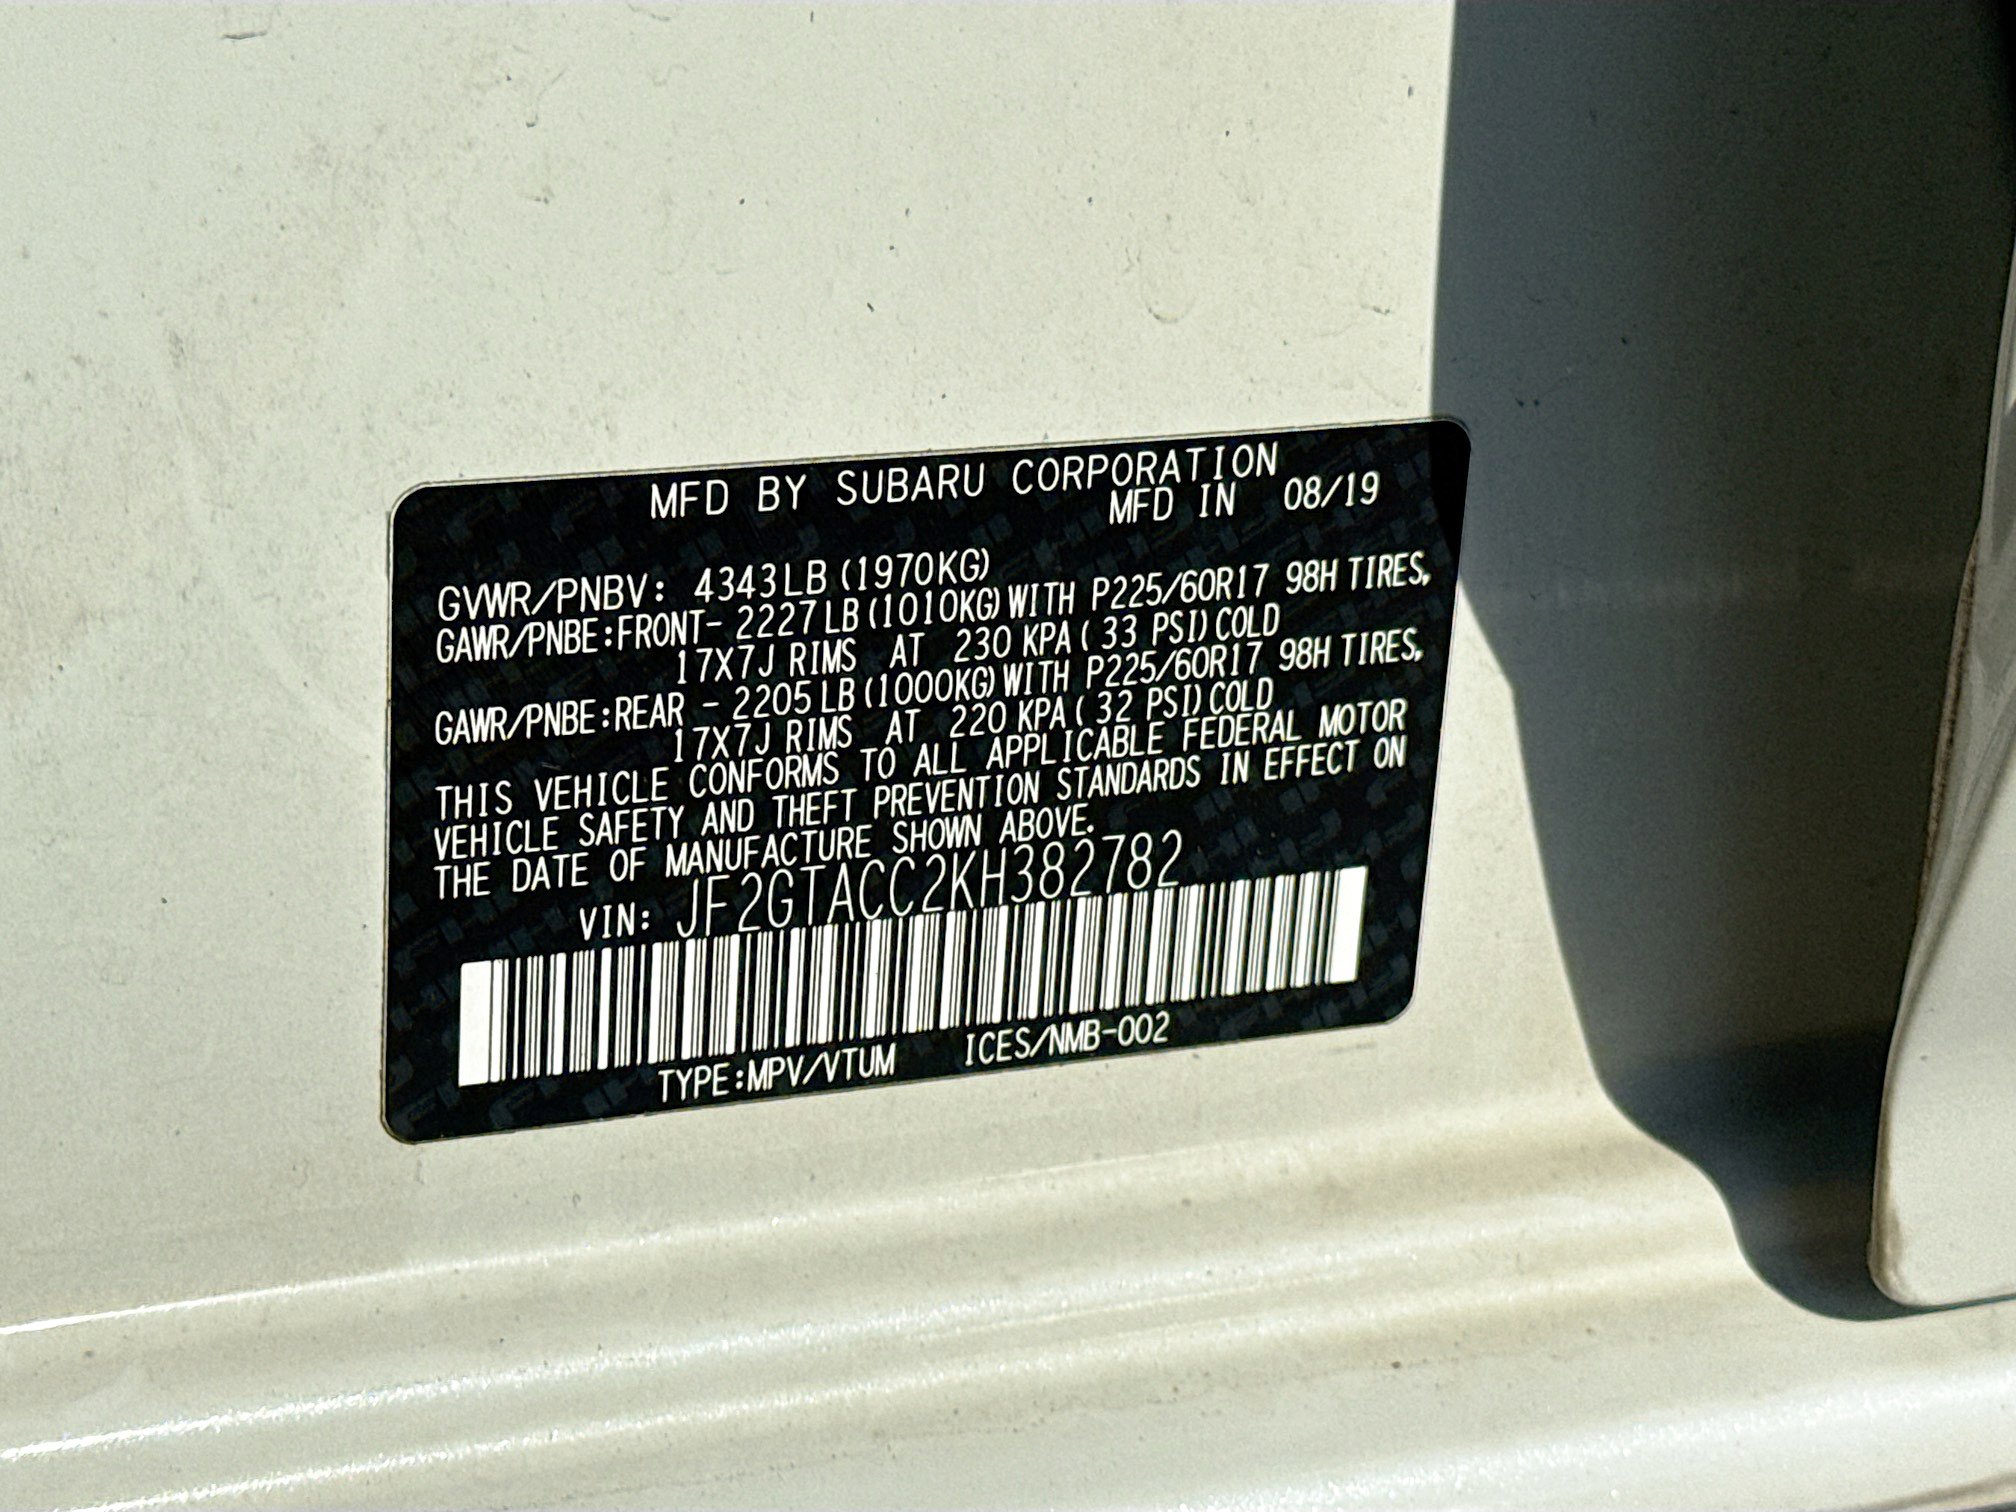 MFD BY SUBARU CORPORATION
MFD IN 08/19
GVWR/PNBV: 4343LB (1970KG)
GAWR/PNBE:FRONT- 2227LB (1010KG) WITH P225/60R17 98H TIRES,
17X7J RIMS AT 230 KPA ( 33 PSI) COLD
GAWR/PNBE:REAR - 2205LB (1000KG) WITH P225/60R17 98H TIRES,
17X7J RIMS AT 220 KPA ( 32 PSI) COLD
THIS VEHICLE CONFORMS TO ALL APPLICABLE FEDERAL MOTOR
VEHICLE SAFETY AND THEFT PREVENTION STANDARDS IN EFFECT ON
THE DATE OF MANUFACTURE SHOWN ABOVE.
VIN: JF2GTACC2KH382782
TYPE:MPV/VTUM ICES/NMB-002